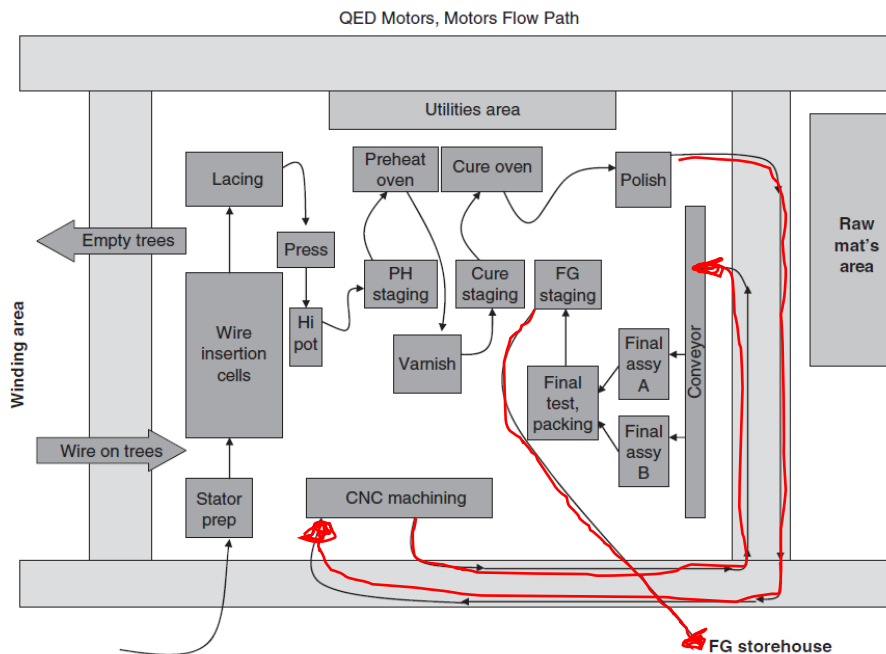 QED Motors, Motors Flow Path
Utilities area
Lacing
Preheat
oven
Cure oven
Polish
Raw
mat's
area
Empty trees
Press
PH
staging
Cure
staging
FG
staging
Winding area
Wire
insertion
cells
Hi
pot
Varnish
Final
assy
A
Conveyor
Final
test,
packing
Final
assy
B
Wire on trees
Stator
prep
CNC machining
FG storehouse